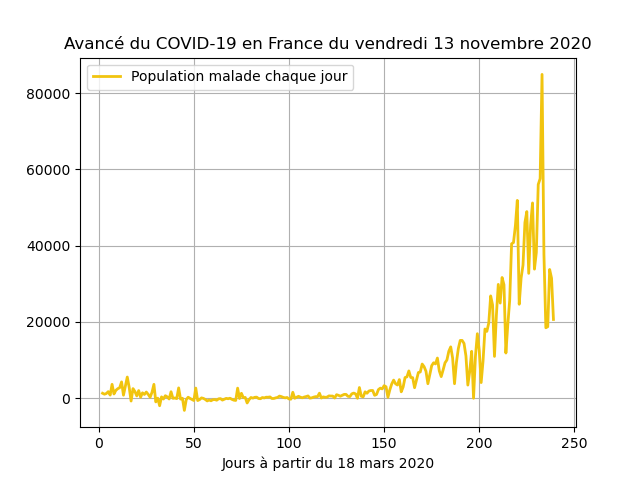 Avancé du COVID-19 en France du vendredi 13 novembre 2020
Population malade chaque jour
80000
60000
40000
20000
0
0 50 100 150 200 250
Jours à partir du 18 mars 2020